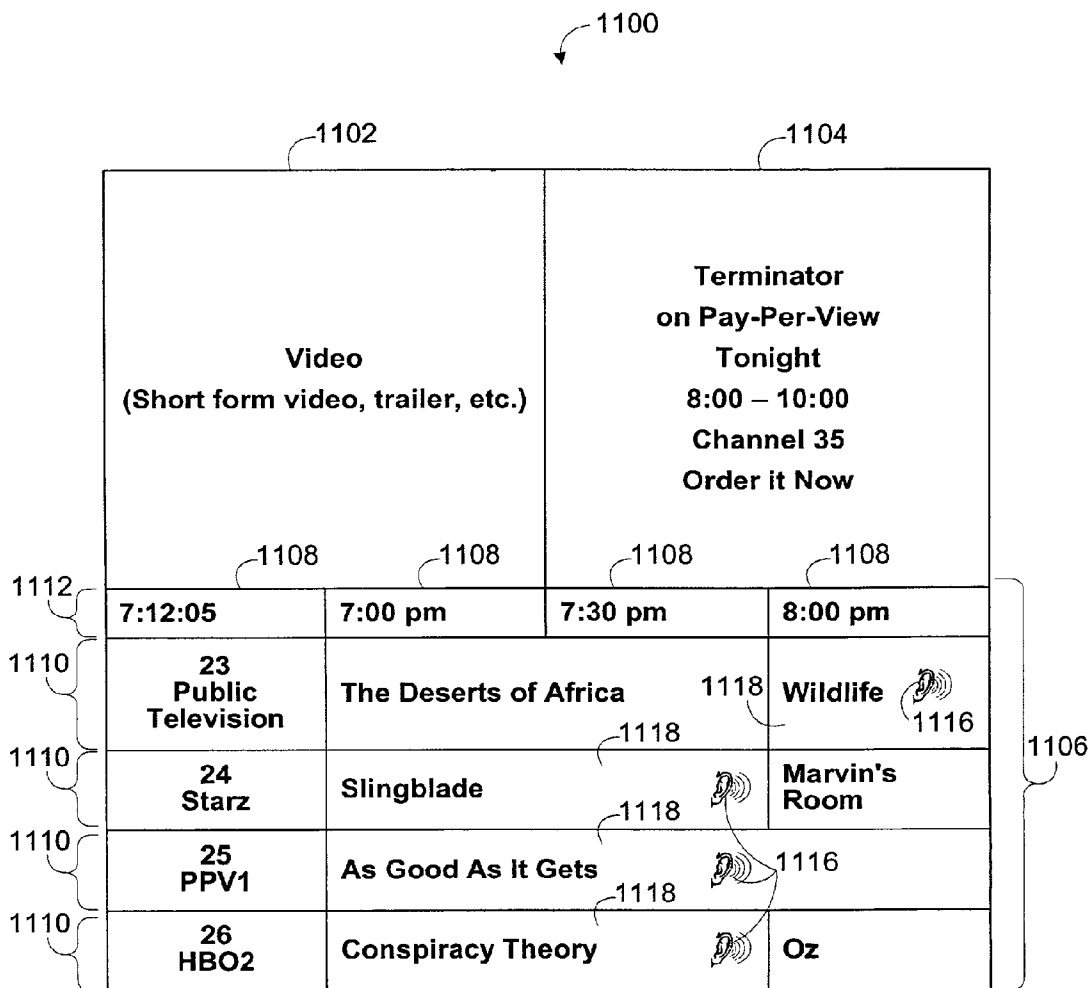 1100
1102
1104
Video
(Short form video, trailer, etc.)
Terminator
on Pay-Per-View
Tonight
8:00 – 10:00
Channel 35
Order it Now
1108
1108
1108
1108
1112
7:12:05
7:00 pm
7:30 pm
8:00 pm
1110
23
Public
Television
The Deserts of Africa
1118
Wildlife
1116
1106
1110
24
Starz
1118
Slingblade
Marvin's
Room
1110
25
PPV1
1118
As Good As It Gets
1116
1110
26
HBO2
1118
Conspiracy Theory
Oz